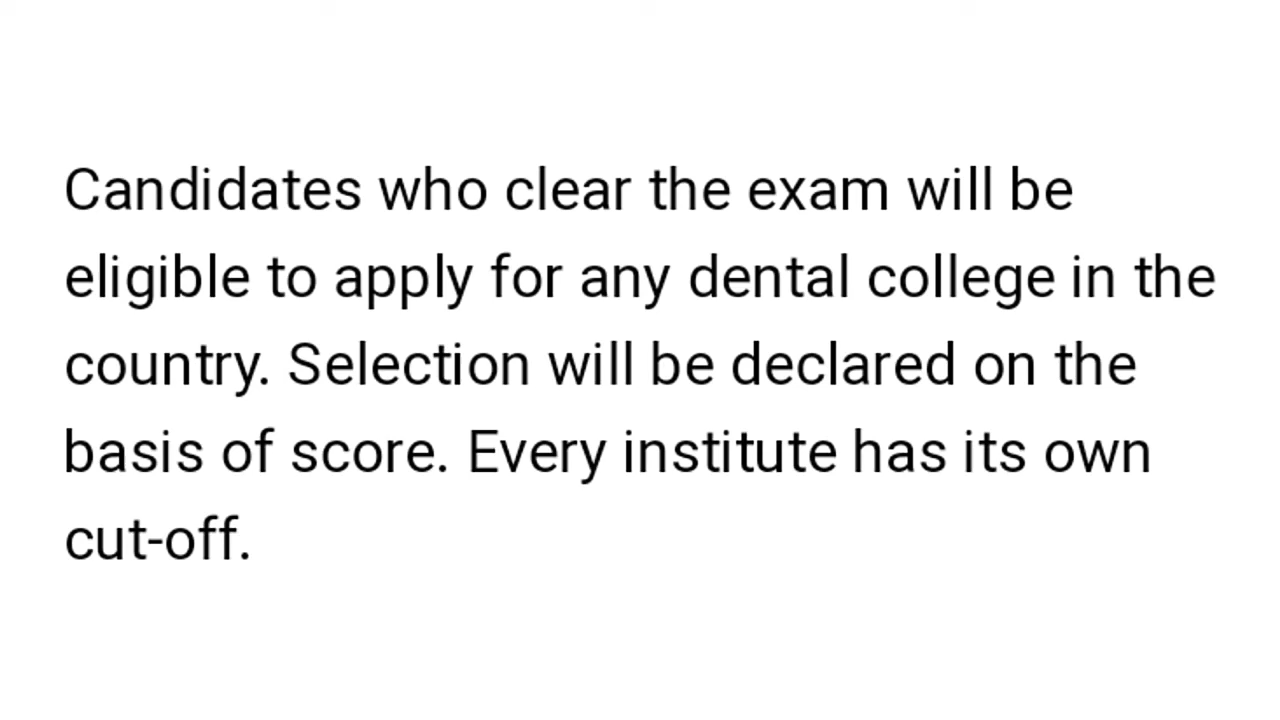 Candidates who clear the exam will be
eligible to apply for any dental college in the
country. Selection will be declared on the
basis of score. Every institute has its own
cut-off.